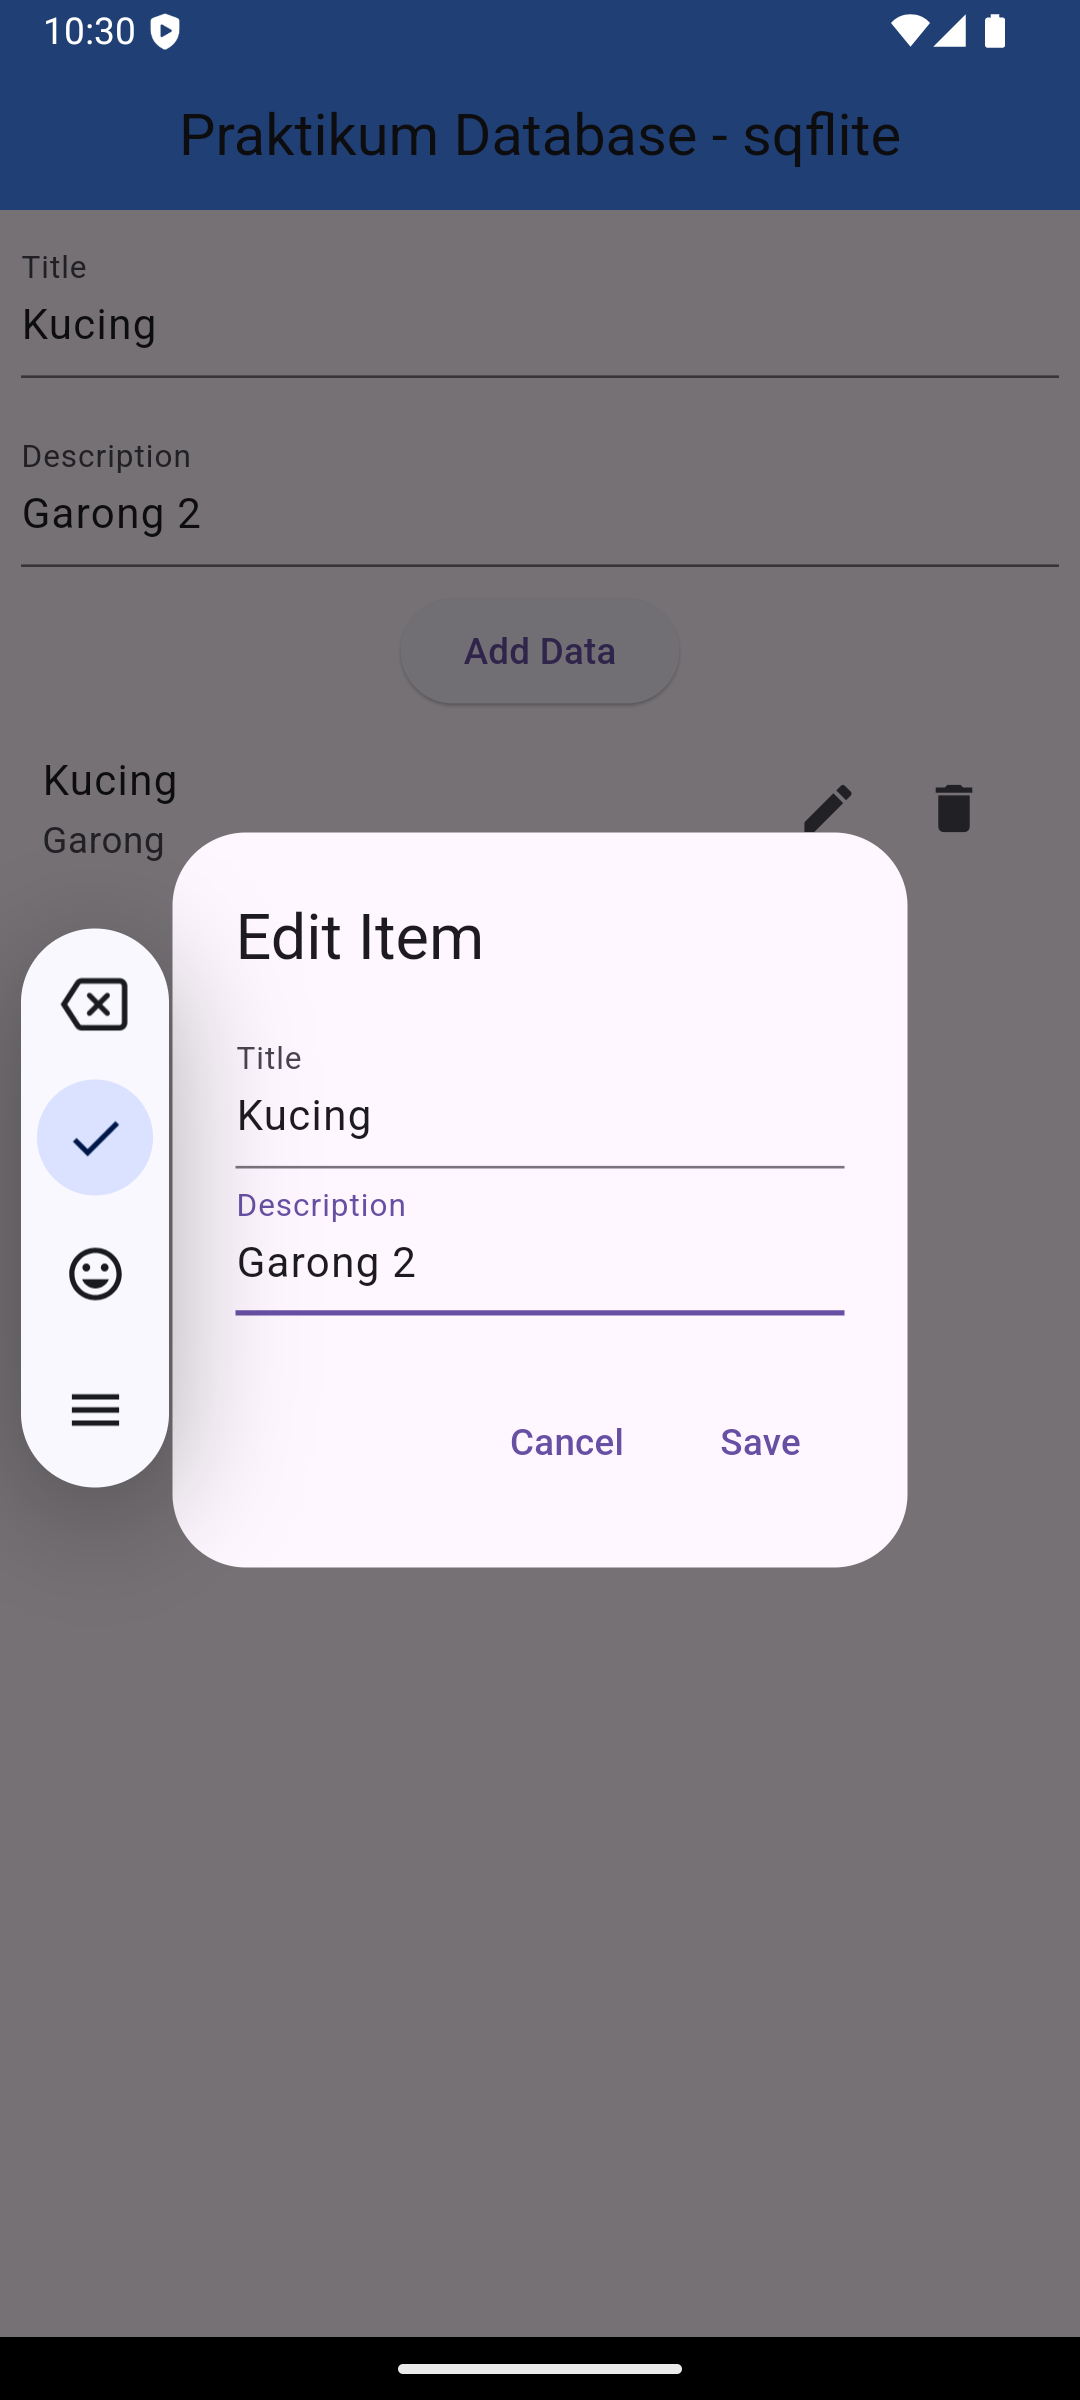 10:30
Praktikum Database - sqflite
Title
Kucing
Description
Garong 2
Add Data
Kucing
Garong
Edit Item
Title
Kucing
Description
Garong 2
Cancel Save